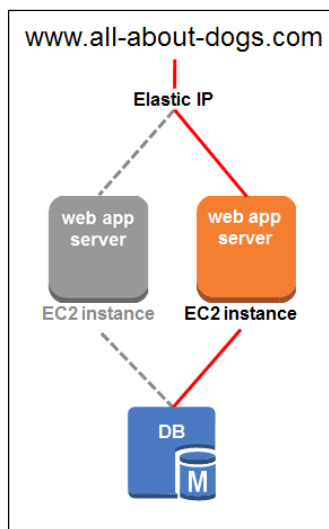 www.all-about-dogs.com
Elastic IP
web app
server
web app
server
EC2 instance
EC2 instance
DB
M